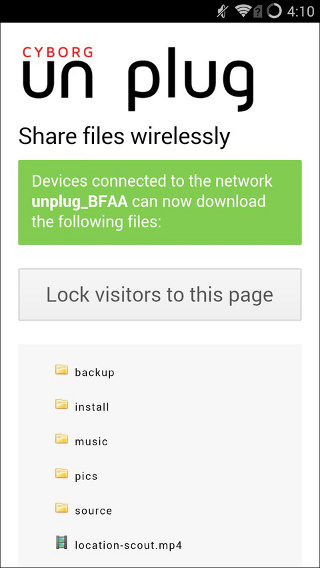 4:10
CYBORG
un plug
Share files wirelessly
Devices connected to the network
unplug_BFAA can now download
the following files:
Lock visitors to this page
backup
install
music
pics
source
location-scout.mp4